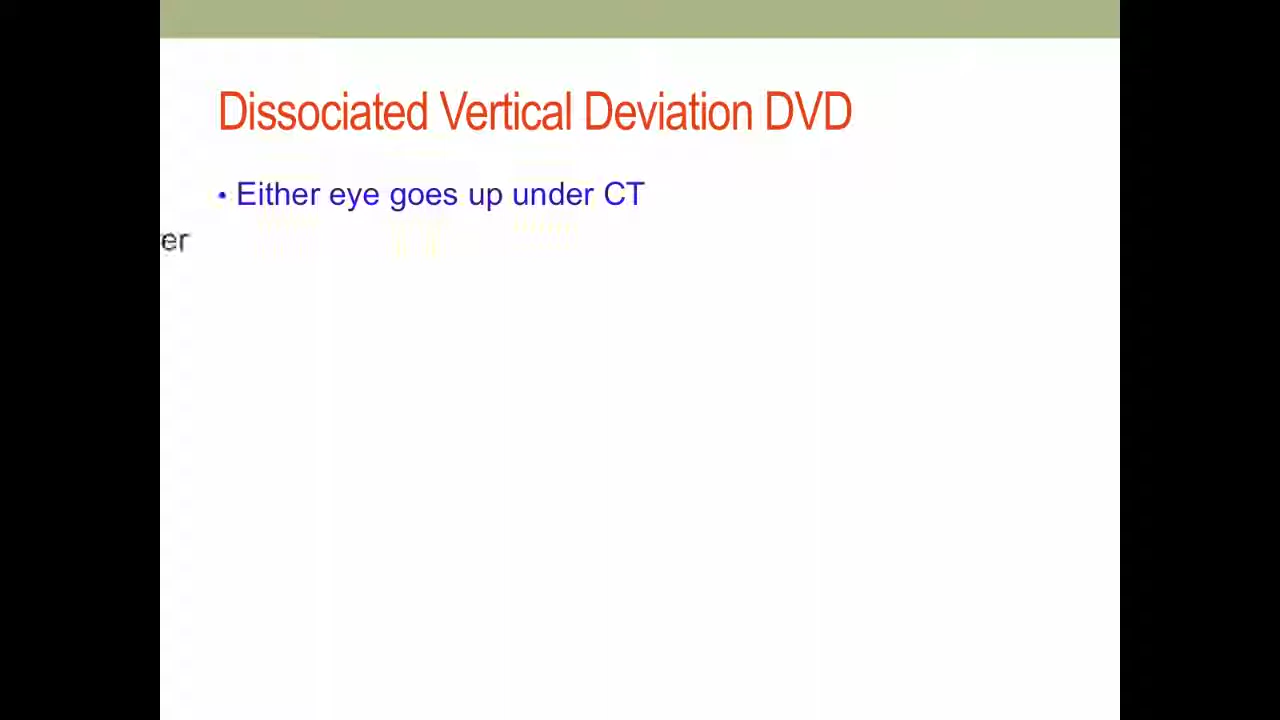 Dissociated Vertical Deviation DVD
• Either eye goes up under CT
er